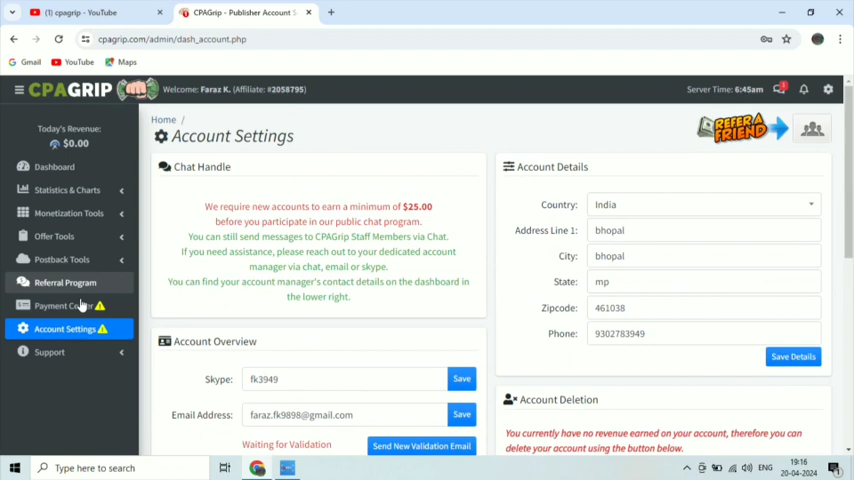 (1) cpagrip - YouTube
CPAGrip - Publisher Account S
cpagrip.com/admin/dash_account.php
Gmail YouTube Maps
CPAGRIP Welcome: Faraz K. (Affiliate: #2058795) Server Time: 6:45am
Today's Revenue:
$0.00
Dashboard
Statistics & Charts
Monetization Tools
Offer Tools
Postback Tools
Referral Program
Payment
Account Settings
Support
Home /
Account Settings
REFER A
FRIEND
Chat Handle
We require new accounts to earn a minimum of $25.00
before you participate in our public chat program.
You can still send messages to CPAGrip Staff Members via Chat.
If you need assistance, please reach out to your dedicated account
manager via chat, email or skype.
You can find your account manager's contact details on the dashboard in
the lower right.
Account Overview
Skype: fk3949 Save
Email Address: faraz.fk9898@gmail.com Save
Waiting for Validation Send New Validation Email
Account Details
Country: India
Address Line 1: bhopal
City: bhopal
State: mp
Zipcode: 461038
Phone: 9302783949
Save Details
Account Deletion
You currently have no revenue earned on your account, therefore you can
delete your account using the button below.
Type here to search
ENG
19:16
20-04-2024